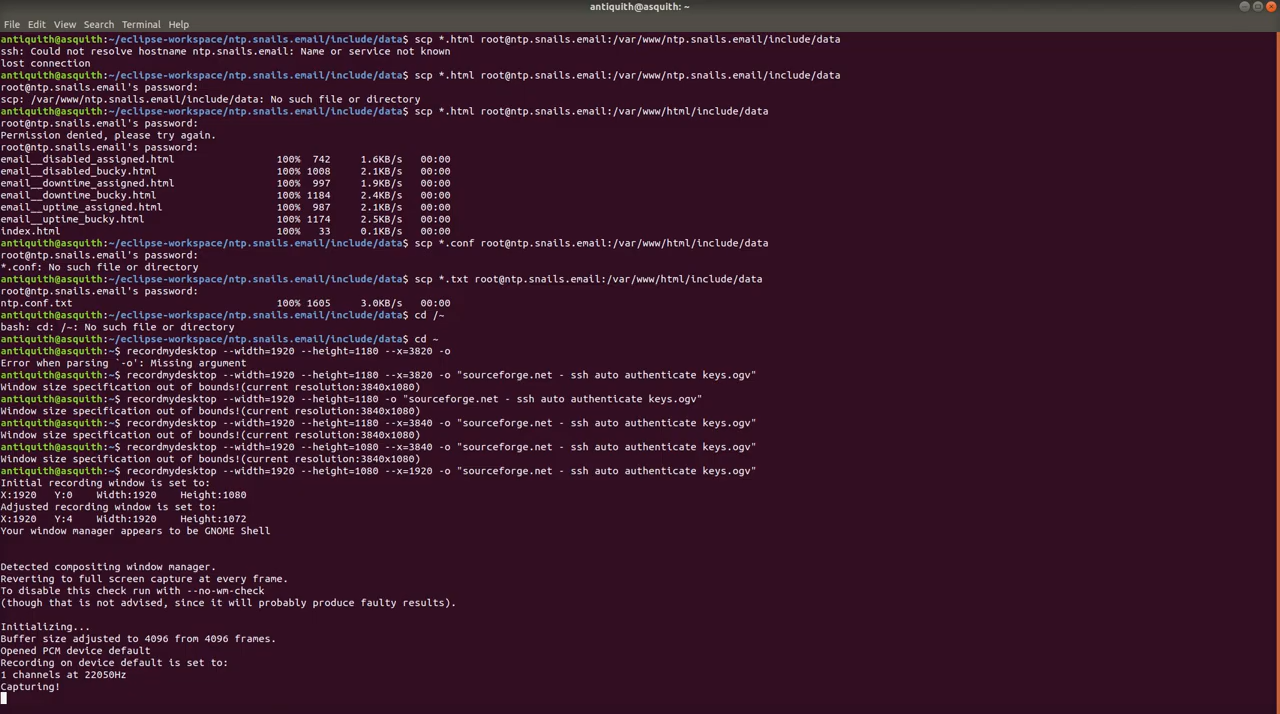 antiquith@asquith: ~
File Edit View Search Terminal Help
antiquith@asquith:~/eclipse-workspace/ntp.snails.email/include/data$ scp *.html root@ntp.snails.email:/var/www/ntp.snails.email/include/data
ssh: Could not resolve hostname ntp.snails.email: Name or service not known
lost connection
antiquith@asquith:~/eclipse-workspace/ntp.snails.email/include/data$ scp *.html root@ntp.snails.email:/var/www/ntp.snails.email/include/data
root@ntp.snails.email's password:
scp: /var/www/ntp.snails.email/include/data: No such file or directory
antiquith@asquith:~/eclipse-workspace/ntp.snails.email/include/data$ scp *.html root@ntp.snails.email:/var/www/html/include/data
root@ntp.snails.email's password:
Permission denied, please try again.
root@ntp.snails.email's password:
email__disabled_assigned.html 100% 742 1.6KB/s 00:00
email__disabled_bucky.html 100% 1008 2.1KB/s 00:00
email__downtime_assigned.html 100% 997 1.9KB/s 00:00
email__downtime_bucky.html 100% 1184 2.4KB/s 00:00
email__uptime_assigned.html 100% 987 2.1KB/s 00:00
email__uptime_bucky.html 100% 1174 2.5KB/s 00:00
index.html 100% 33 0.1KB/s 00:00
antiquith@asquith:~/eclipse-workspace/ntp.snails.email/include/data$ scp *.conf root@ntp.snails.email:/var/www/html/include/data
root@ntp.snails.email's password:
*.conf: No such file or directory
antiquith@asquith:~/eclipse-workspace/ntp.snails.email/include/data$ scp *.txt root@ntp.snails.email:/var/www/html/include/data
root@ntp.snails.email's password:
ntp.conf.txt 100% 1605 3.0KB/s 00:00
antiquith@asquith:~/eclipse-workspace/ntp.snails.email/include/data$ cd /~
bash: cd: /~: No such file or directory
antiquith@asquith:~/eclipse-workspace/ntp.snails.email/include/data$ cd ~
antiquith@asquith:~$ recordmydesktop --width=1920 --height=1180 --x=3820 -o
Error when parsing `-o': Missing argument
antiquith@asquith:~$ recordmydesktop --width=1920 --height=1180 --x=3820 -o "sourceforge.net - ssh auto authenticate keys.ogv"
Window size specification out of bounds!(current resolution:3840x1080)
antiquith@asquith:~$ recordmydesktop --width=1920 --height=1180 -o "sourceforge.net - ssh auto authenticate keys.ogv"
Window size specification out of bounds!(current resolution:3840x1080)
antiquith@asquith:~$ recordmydesktop --width=1920 --height=1180 --x=3840 -o "sourceforge.net - ssh auto authenticate keys.ogv"
Window size specification out of bounds!(current resolution:3840x1080)
antiquith@asquith:~$ recordmydesktop --width=1920 --height=1080 --x=3840 -o "sourceforge.net - ssh auto authenticate keys.ogv"
Window size specification out of bounds!(current resolution:3840x1080)
antiquith@asquith:~$ recordmydesktop --width=1920 --height=1080 --x=1920 -o "sourceforge.net - ssh auto authenticate keys.ogv"
Initial recording window is set to:
X:1920 Y:0 Width:1920 Height:1080
Adjusted recording window is set to:
X:1920 Y:4 Width:1920 Height:1072
Your window manager appears to be GNOME Shell
Detected compositing window manager.
Reverting to full screen capture at every frame.
To disable this check run with --no-wm-check
(though that is not advised, since it will probably produce faulty results).
Initializing...
Buffer size adjusted to 4096 from 4096 frames.
Opened PCM device default
Recording on device default is set to:
1 channels at 22050Hz
Capturing!